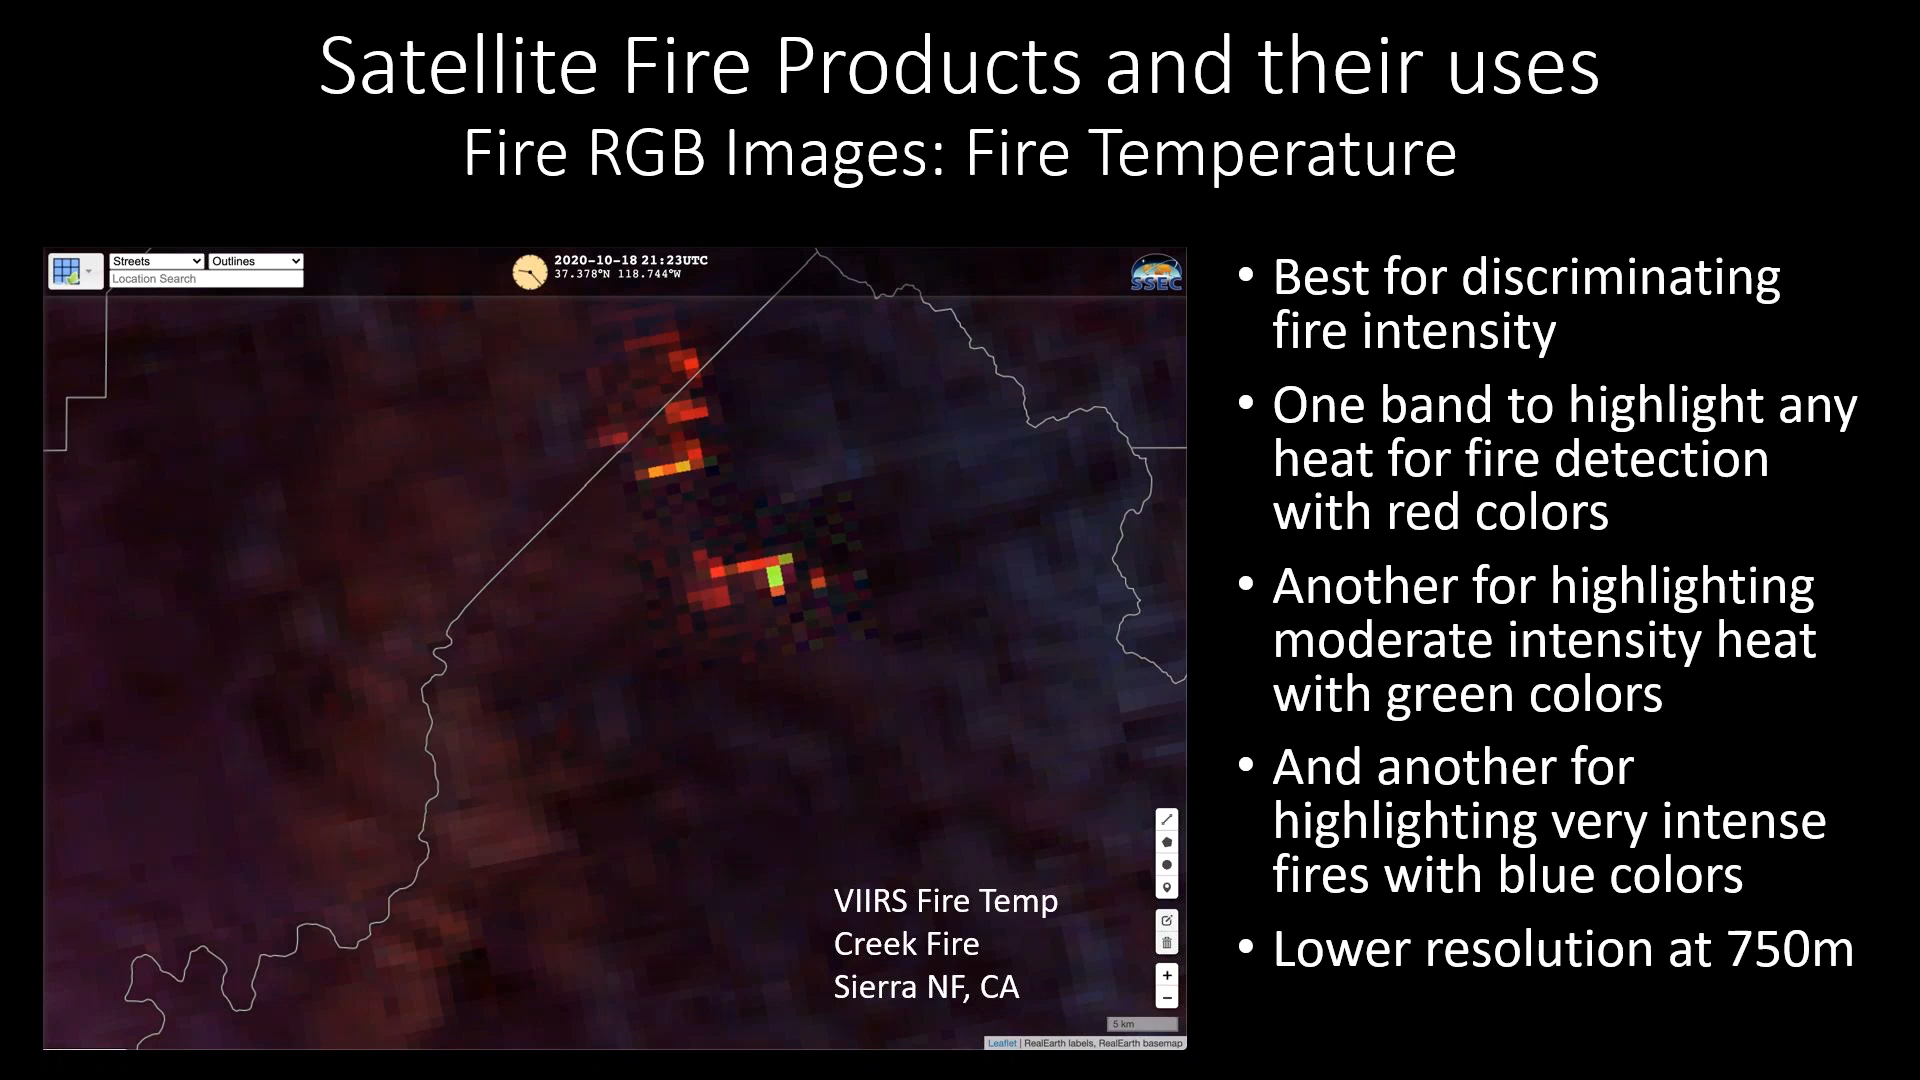 Satellite Fire Products and their uses
Fire RGB Images: Fire Temperature
Streets
Outlines
Location Search
2020-10-18 21:23UTC
37.378°N 118.744°W
SSEC
• Best for discriminating
fire intensity
• One band to highlight any
heat for fire detection
with red colors
• Another for highlighting
moderate intensity heat
with green colors
• And another for
highlighting very intense
fires with blue colors
• Lower resolution at 750m
VIIRS Fire Temp
Creek Fire
Sierra NF, CA
+
−
5 km
Leaflet | RealEarth labels, RealEarth basemap